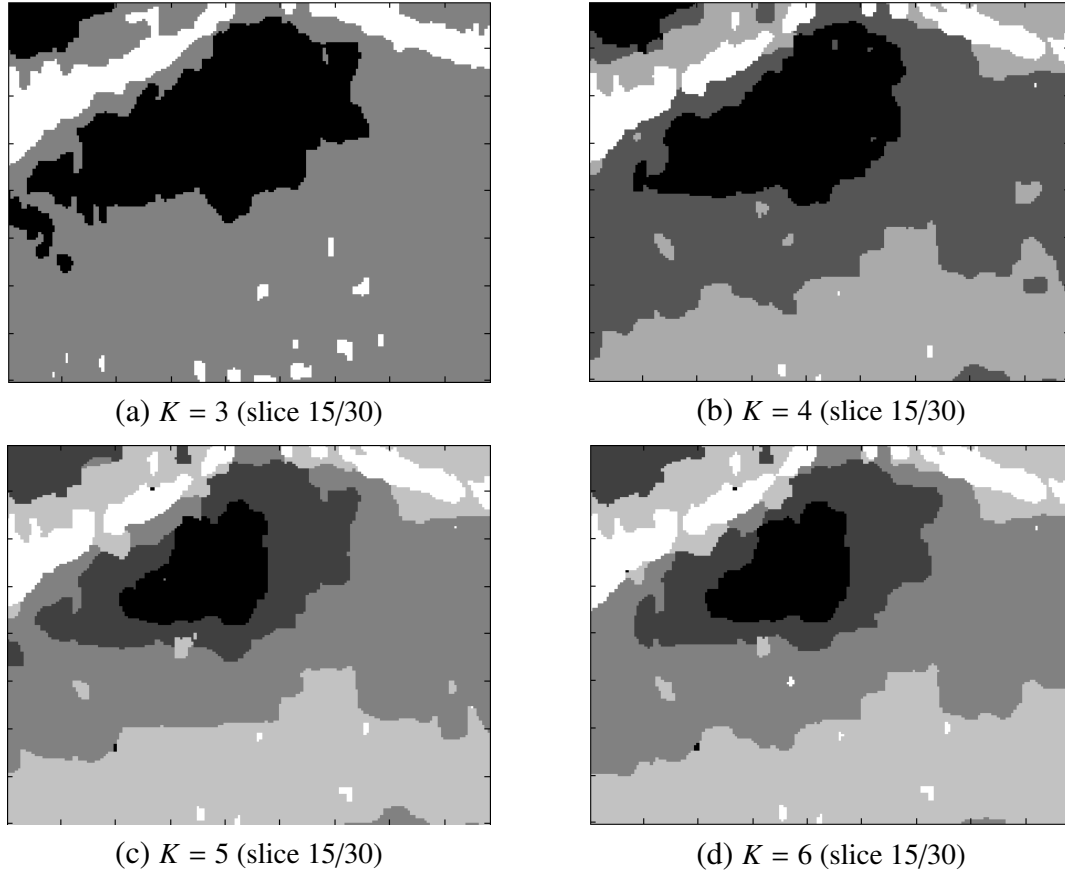 (a) K = 3 (slice 15/30)
(b) K = 4 (slice 15/30)
(c) K = 5 (slice 15/30)
(d) K = 6 (slice 15/30)